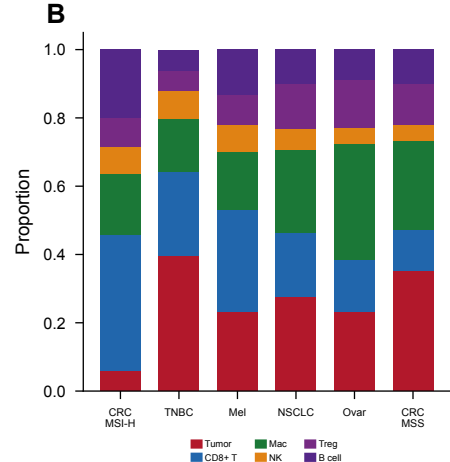 B
Proportion
1.0
0.8
0.6
0.4
0.2
0.0
CRC MSI-H
TNBC
Mel
NSCLC
Ovar
CRC MSS
Tumor
Mac
Treg
CD8+ T
NK
B cell